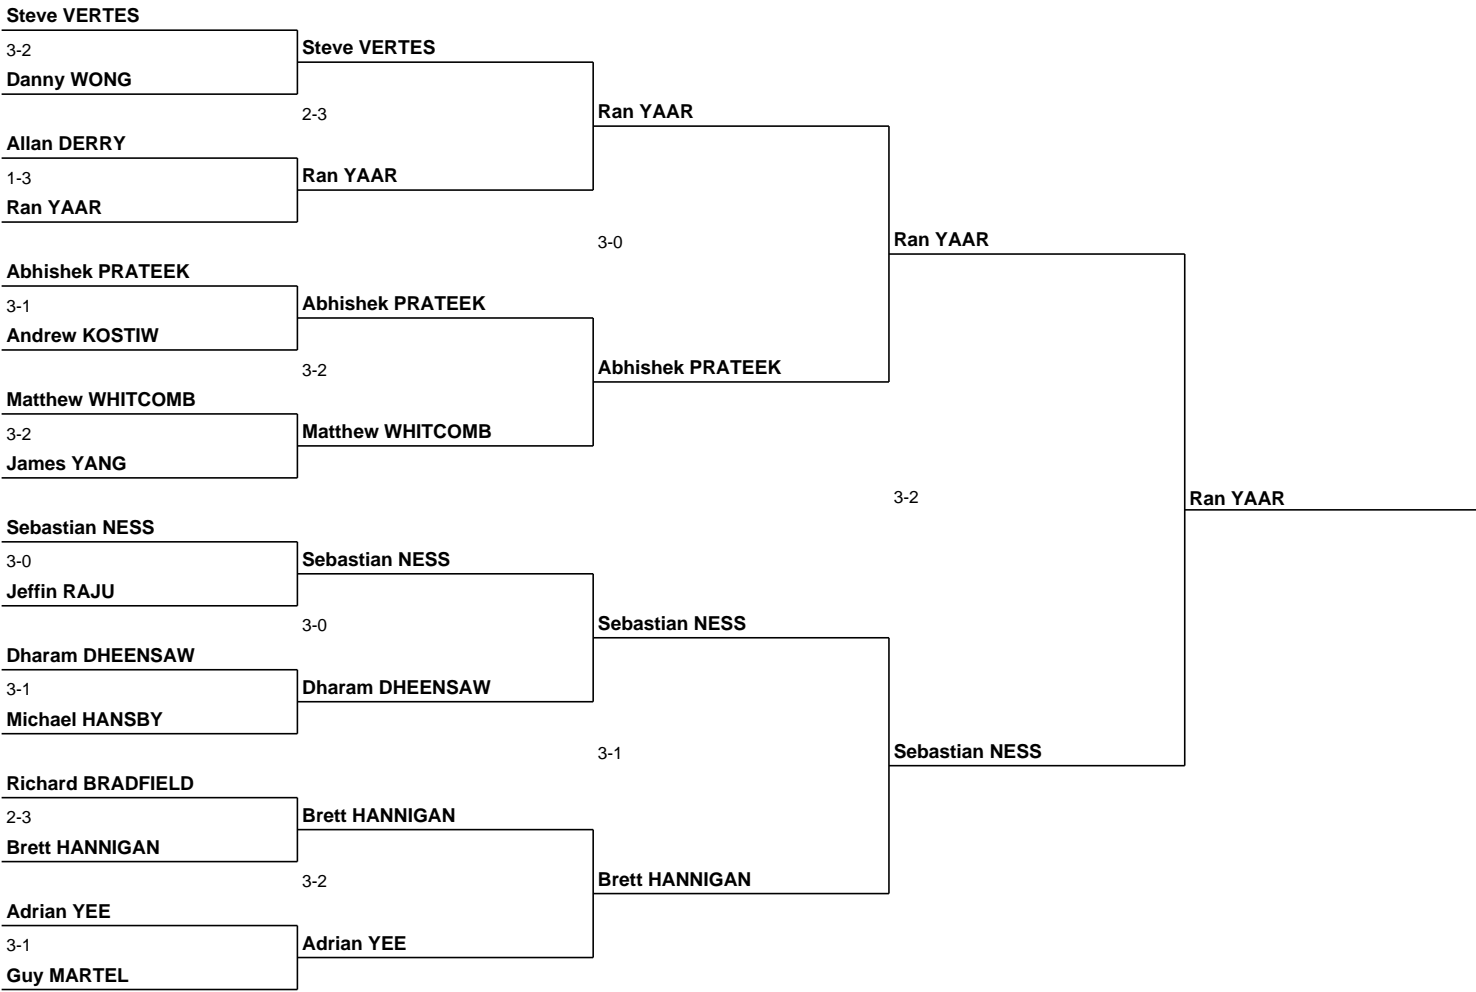 Steve VERTES
3-2
Steve VERTES
Danny WONG
2-3
Ran YAAR
Allan DERRY
1-3
Ran YAAR
Ran YAAR
3-0
Ran YAAR
Abhishek PRATEEK
3-1
Abhishek PRATEEK
Andrew KOSTIW
3-2
Abhishek PRATEEK
Matthew WHITCOMB
3-2
Matthew WHITCOMB
James YANG
3-2
Ran YAAR
Sebastian NESS
3-0
Sebastian NESS
Jeffin RAJU
3-0
Sebastian NESS
Dharam DHEENSAW
3-1
Dharam DHEENSAW
Michael HANSBY
3-1
Sebastian NESS
Richard BRADFIELD
2-3
Brett HANNIGAN
Brett HANNIGAN
3-2
Brett HANNIGAN
Adrian YEE
3-1
Adrian YEE
Guy MARTEL